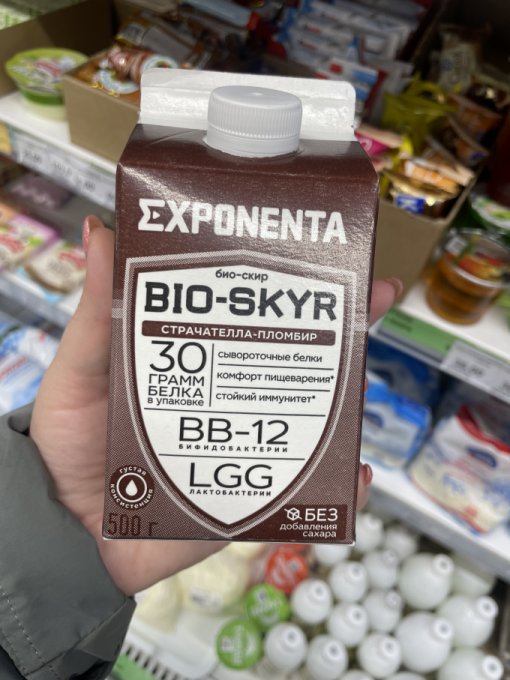 ΣXPONENTA
био-скир
BIO-SKYR
СТРАЧАТЕЛЛА-ПЛОМБИР
30
ГРАММ
БЕЛКА
в упаковке
сывороточные белки
комфорт пищеварения*
стойкий иммунитет*
BB-12
БИФИДОБАКТЕРИИ
LGG
ЛАКТОБАКТЕРИИ
густая
консистенция
500 г
БЕЗ
добавления
сахара